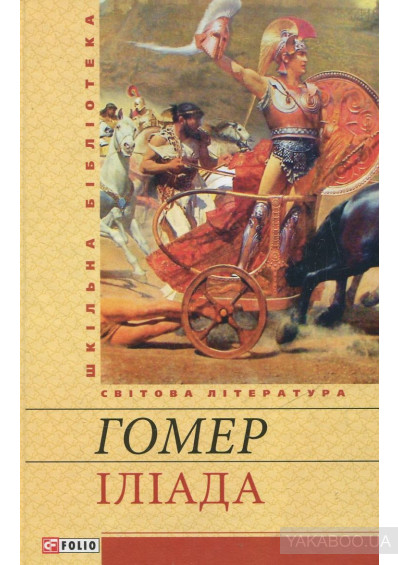 ШКІЛЬНА БІБЛІОТЕКА
СВІТОВА ЛІТЕРАТУРА
ГОМЕР
ІЛІАДА
FOLIO
YAKABOO.UA